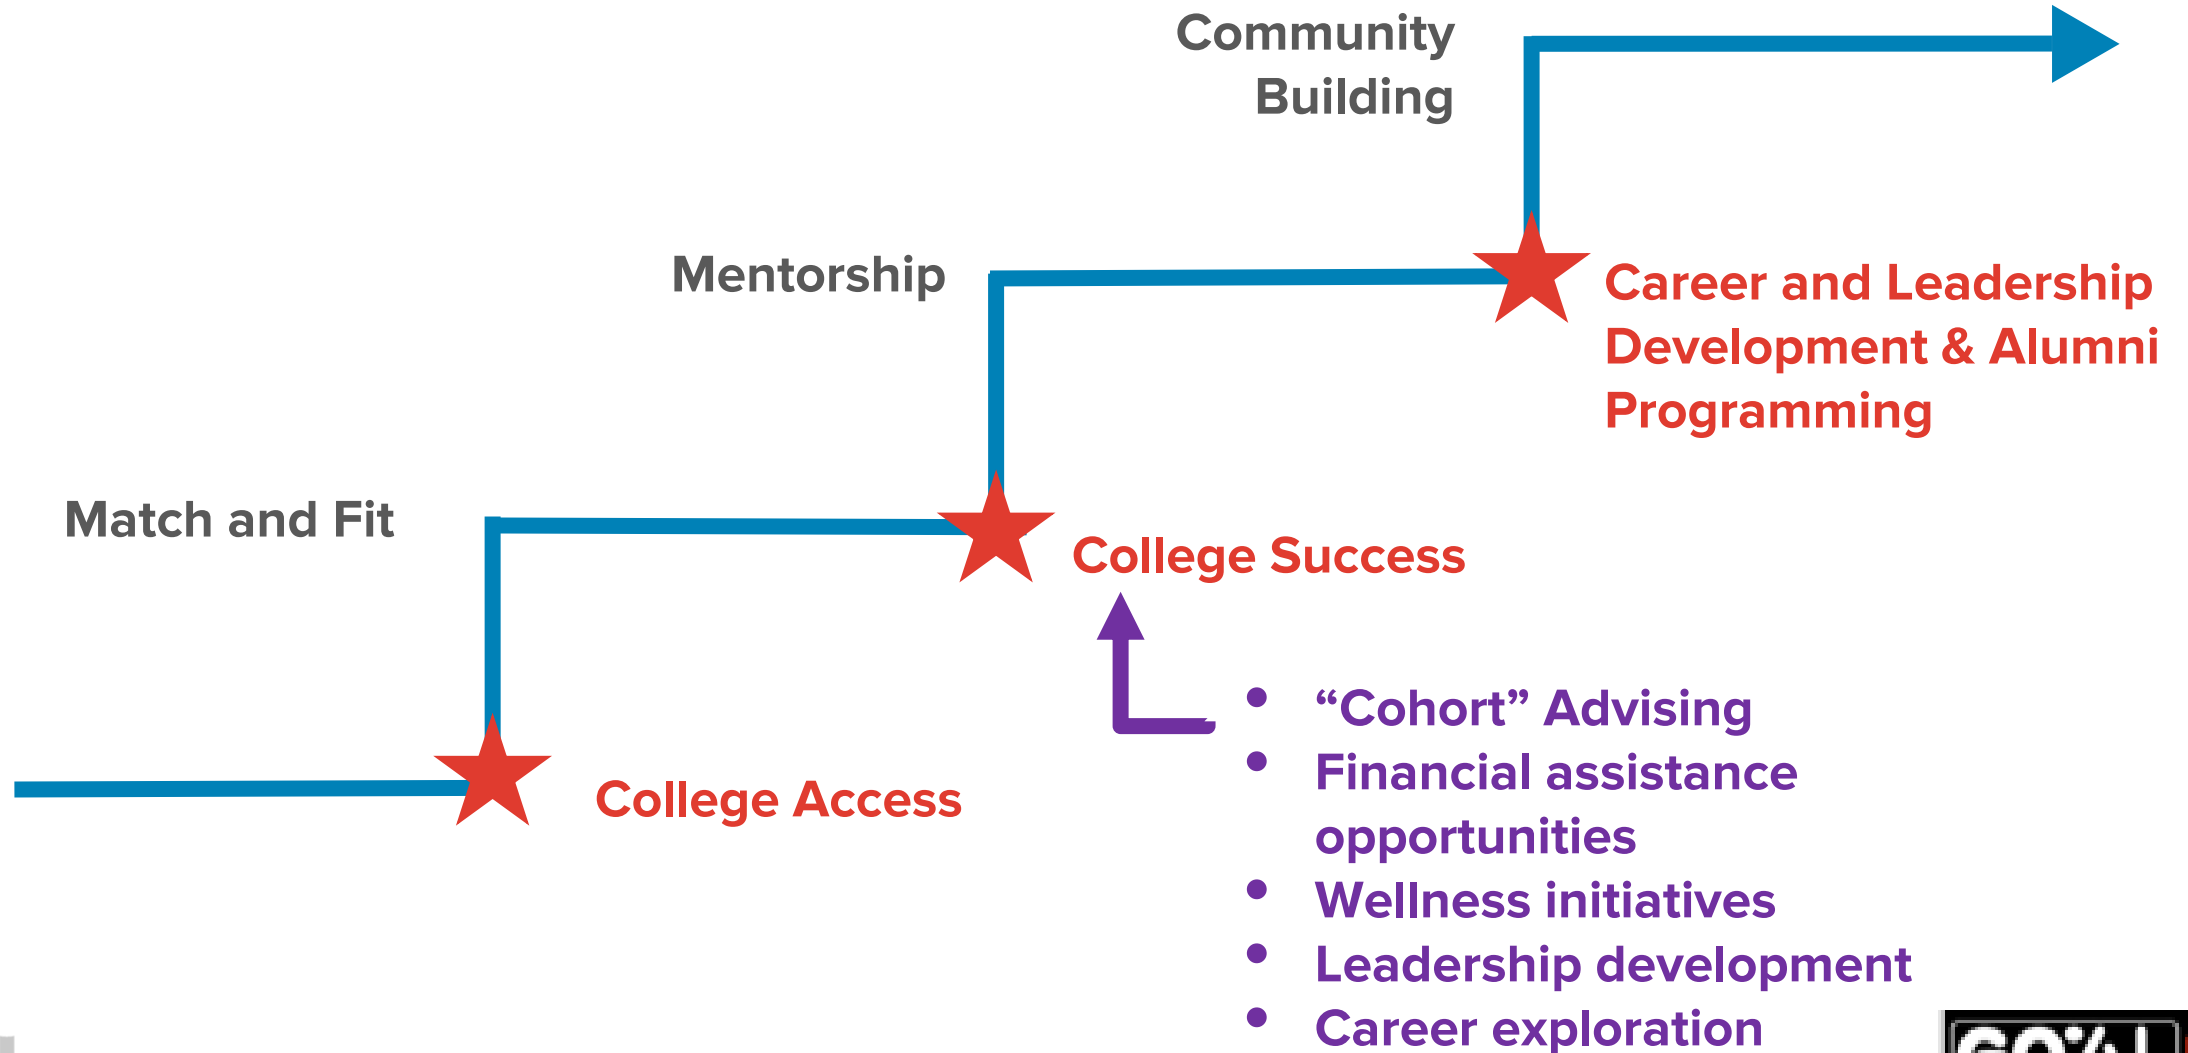 Community
Building
Mentorship
Career and Leadership
Development & Alumni
Programming
Match and Fit
College Success
College Access
• “Cohort” Advising
• Financial assistance
opportunities
• Wellness initiatives
• Leadership development
• Career exploration